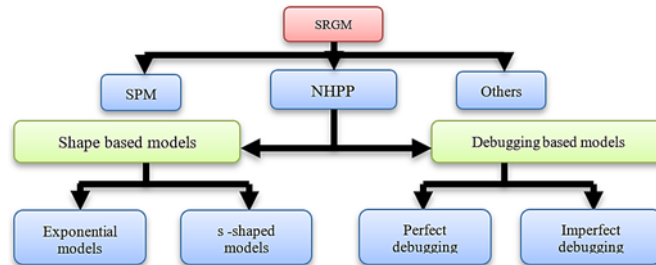 SRGM
SPM
NHPP
Others
Shape based models
Debugging based models
Exponential
models
s -shaped
models
Perfect
debugging
Imperfect
debugging